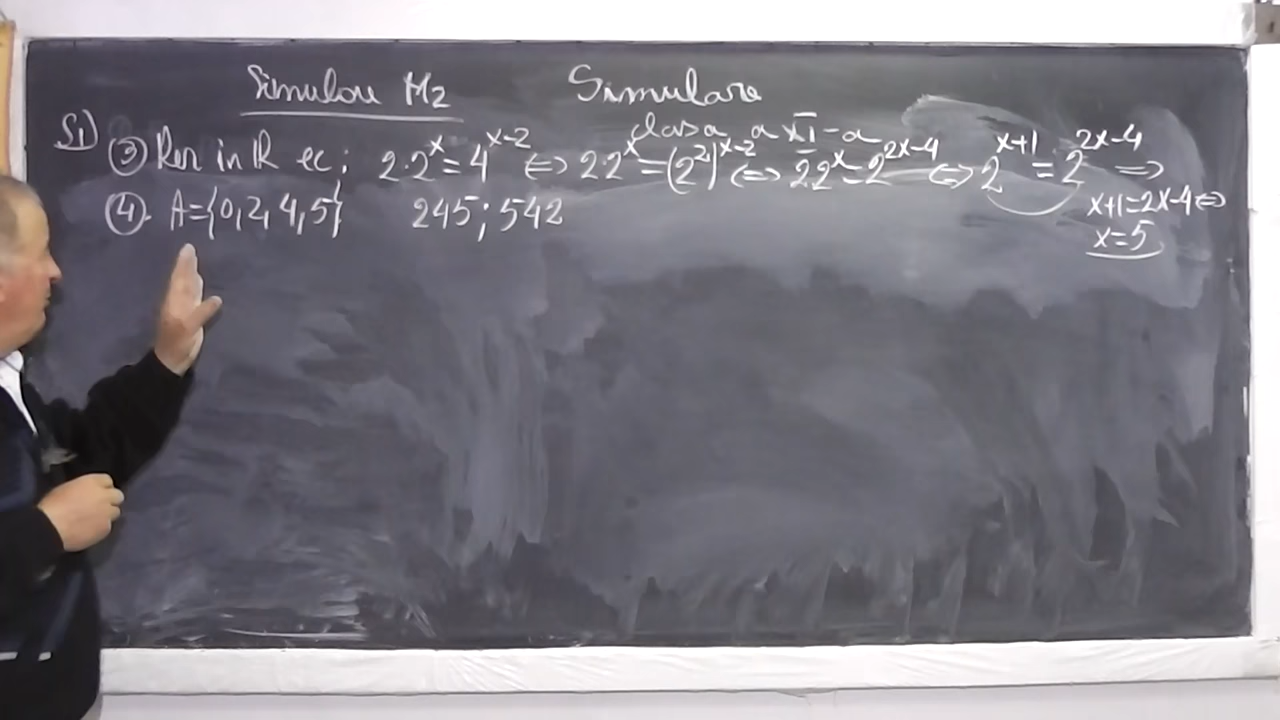 Simulare M2
Simulare
clasa a XI-a
S1) ③ Rez in R ec: 2·2^x = 4^{x-2} ⇔ 2·2^x = (2^2)^{x-2} ⇔ 2 2^x = 2^{2x-4} ⇔ 2^{x+1} = 2^{2x-4} ⇒
x+1=2x-4 ⇔
x=5
④. A={0,2,4,5} 245; 542